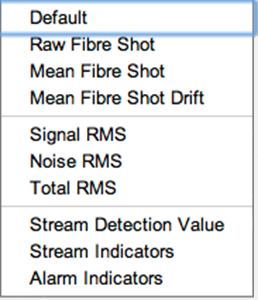 Default
Raw Fibre Shot
Mean Fibre Shot
Mean Fibre Shot Drift
Signal RMS
Noise RMS
Total RMS
Stream Detection Value
Stream Indicators
Alarm Indicators